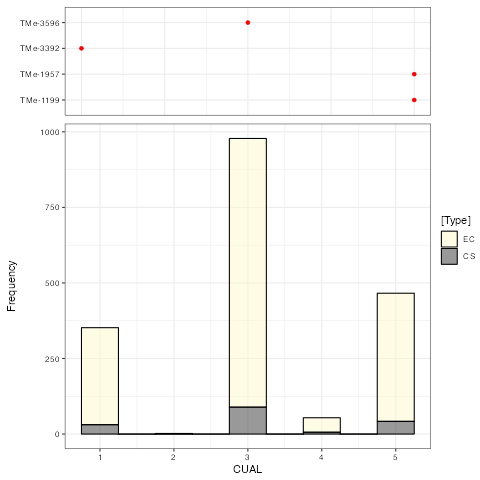 TMe-3596
TMe-3392
TMe-1957
TMe-1199
1000
750
500
250
0
Frequency
1 2 3 4 5
CUAL
[Type]
EC
CS